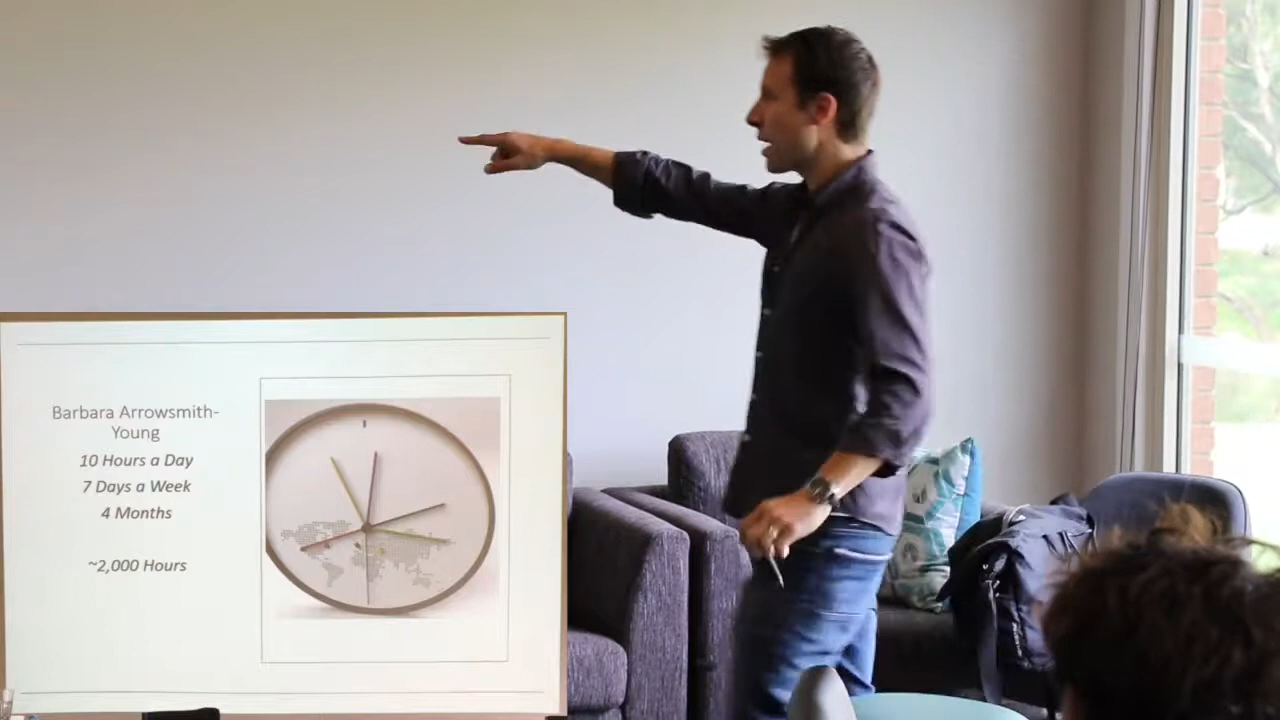 Barbara Arrowsmith-
Young
10 Hours a Day
7 Days a Week
4 Months
~2,000 Hours